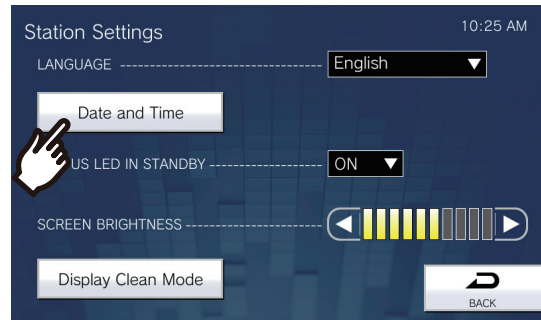 Station Settings
10:25 AM
LANGUAGE
English
Date and Time
US LED IN STANDBY
ON
SCREEN BRIGHTNESS
Display Clean Mode
BACK